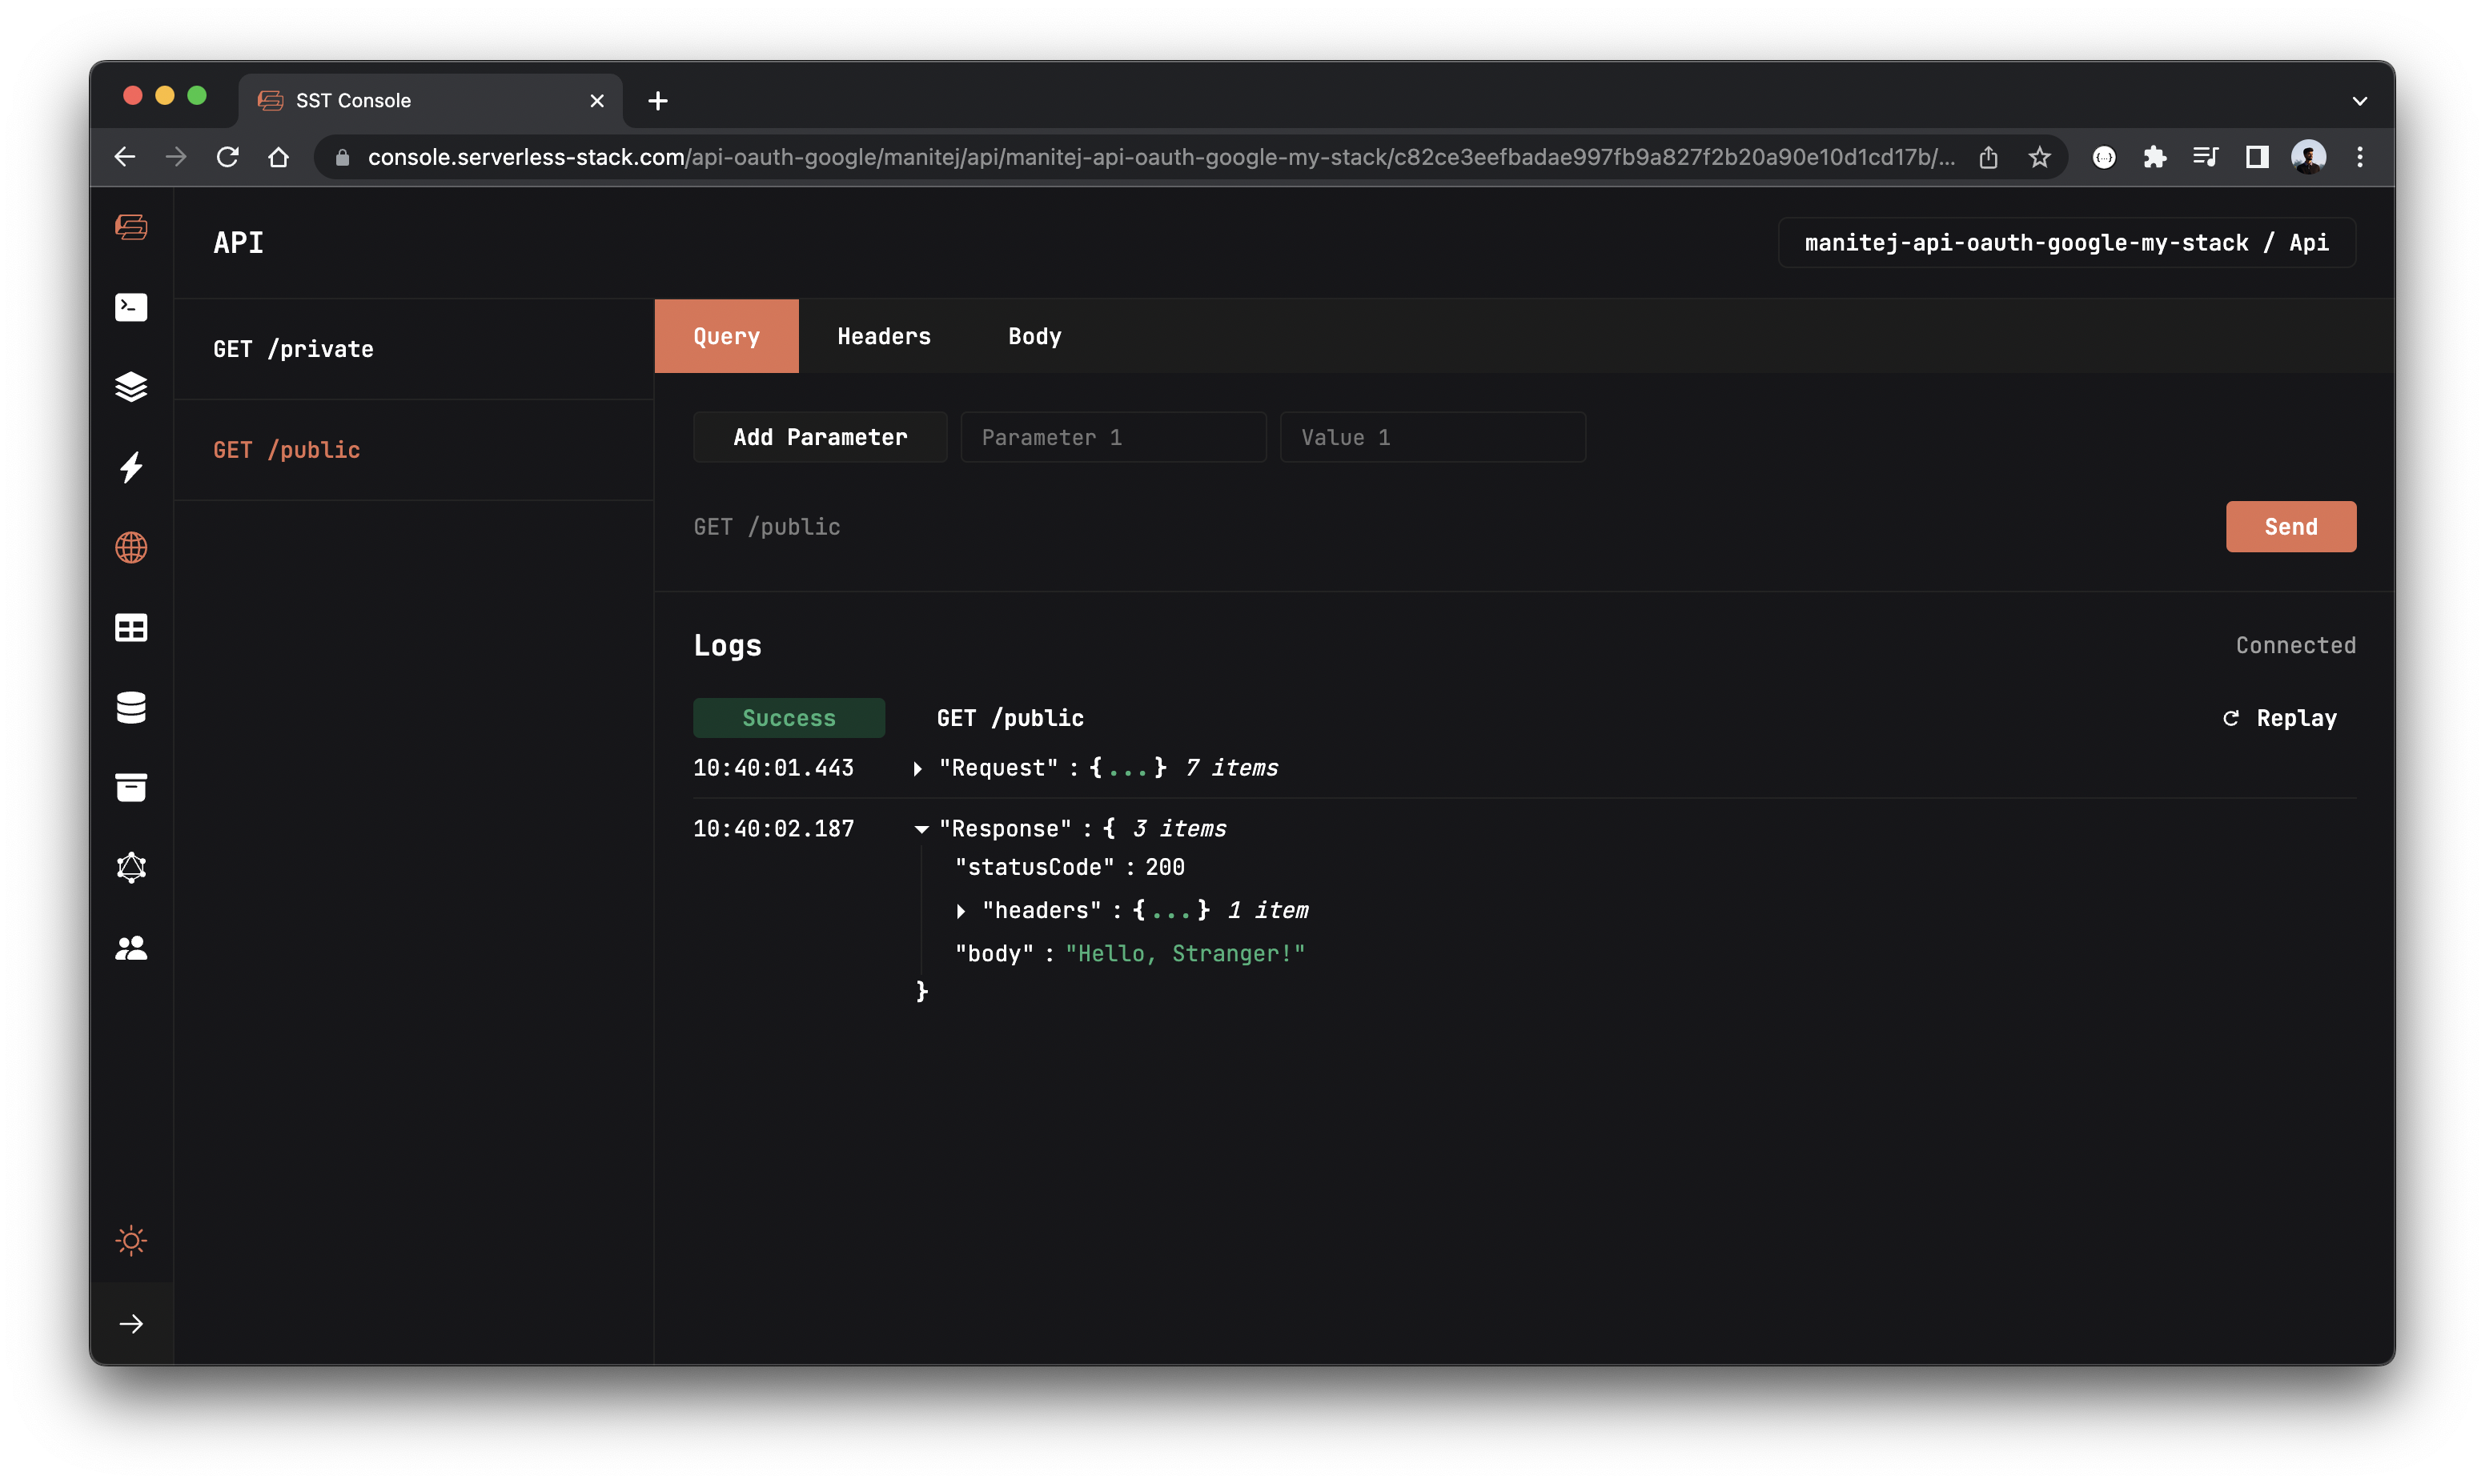 SST Console
console.serverless-stack.com/api-oauth-google/manitej/api/manitej-api-oauth-google-my-stack/c82ce3eefbadae997fb9a827f2b20a90e10d1cd17b/...
API
manitej-api-oauth-google-my-stack / Api
GET /private
GET /public
Query Headers Body
Add Parameter Parameter 1 Value 1
GET /public Send
Logs Connected
Success GET /public Replay
10:40:01.443 "Request" : {...} 7 items
10:40:02.187 "Response" : { 3 items
"statusCode" : 200
"headers" : {...} 1 item
"body" : "Hello, Stranger!"
}